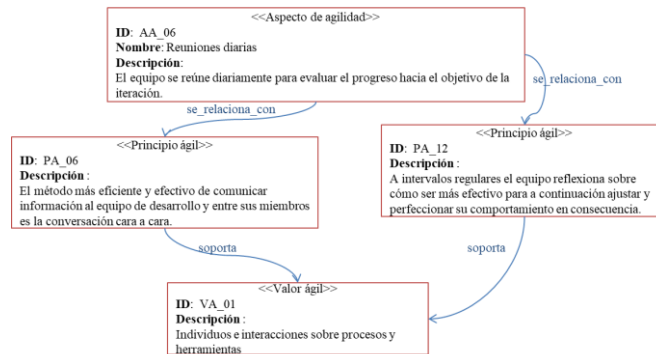 <<Aspecto de agilidad>>
ID: AA_06
Nombre: Reuniones diarias
Descripción:
El equipo se reúne diariamente para evaluar el progreso hacia el objetivo de la
iteración.
se_relaciona_con
se_relaciona_con
<<Principio ágil>>
ID: PA_06
Descripción :
El método más eficiente y efectivo de comunicar
información al equipo de desarrollo y entre sus miembros
es la conversación cara a cara.
<<Principio ágil>>
ID: PA_12
Descripción :
A intervalos regulares el equipo reflexiona sobre
cómo ser más efectivo para a continuación ajustar y
perfeccionar su comportamiento en consecuencia.
soporta
soporta
<<Valor ágil>>
ID: VA_01
Descripción :
Individuos e interacciones sobre procesos y
herramientas